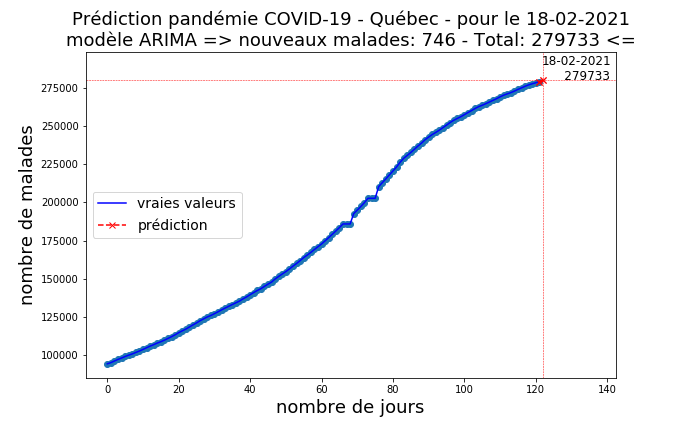 Prédiction pandémie COVID-19 - Québec - pour le 18-02-2021
modèle ARIMA => nouveaux malades: 746 - Total: 279733 <=
18-02-2021
279733
275000
250000
225000
200000
175000
150000
125000
100000
nombre de malades
vraies valeurs
prédiction
0 20 40 60 80 100 120 140
nombre de jours